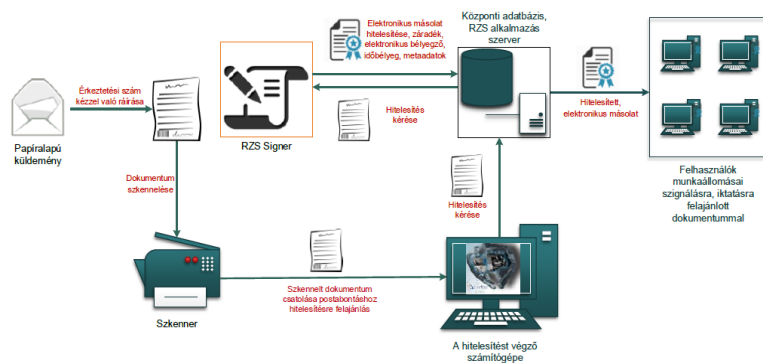 Elektronikus másolat
hitelesítése, záradék,
elektronikus bélyegző,
időbélyeg, metaadatok
Központi adatbázis,
RZS alkalmazás
szerver
Érkeztetési szám
kézzel való ráírása
Papíralapú
küldemény
RZS Signer
Hitelesítés
kérése
Hitelesített,
elektronikus másolat
Felhasználók
munkaállomásai
szignálásra, iktatásra
felajánlott
dokumentummal
Dokumentum
szkennelése
Hitelesítés
kérése
Szkenner
Szkennelt dokumentum
csatolása postabontáshoz
hitelesítésre felajánlás
A hitelesítést végző
számítógépe